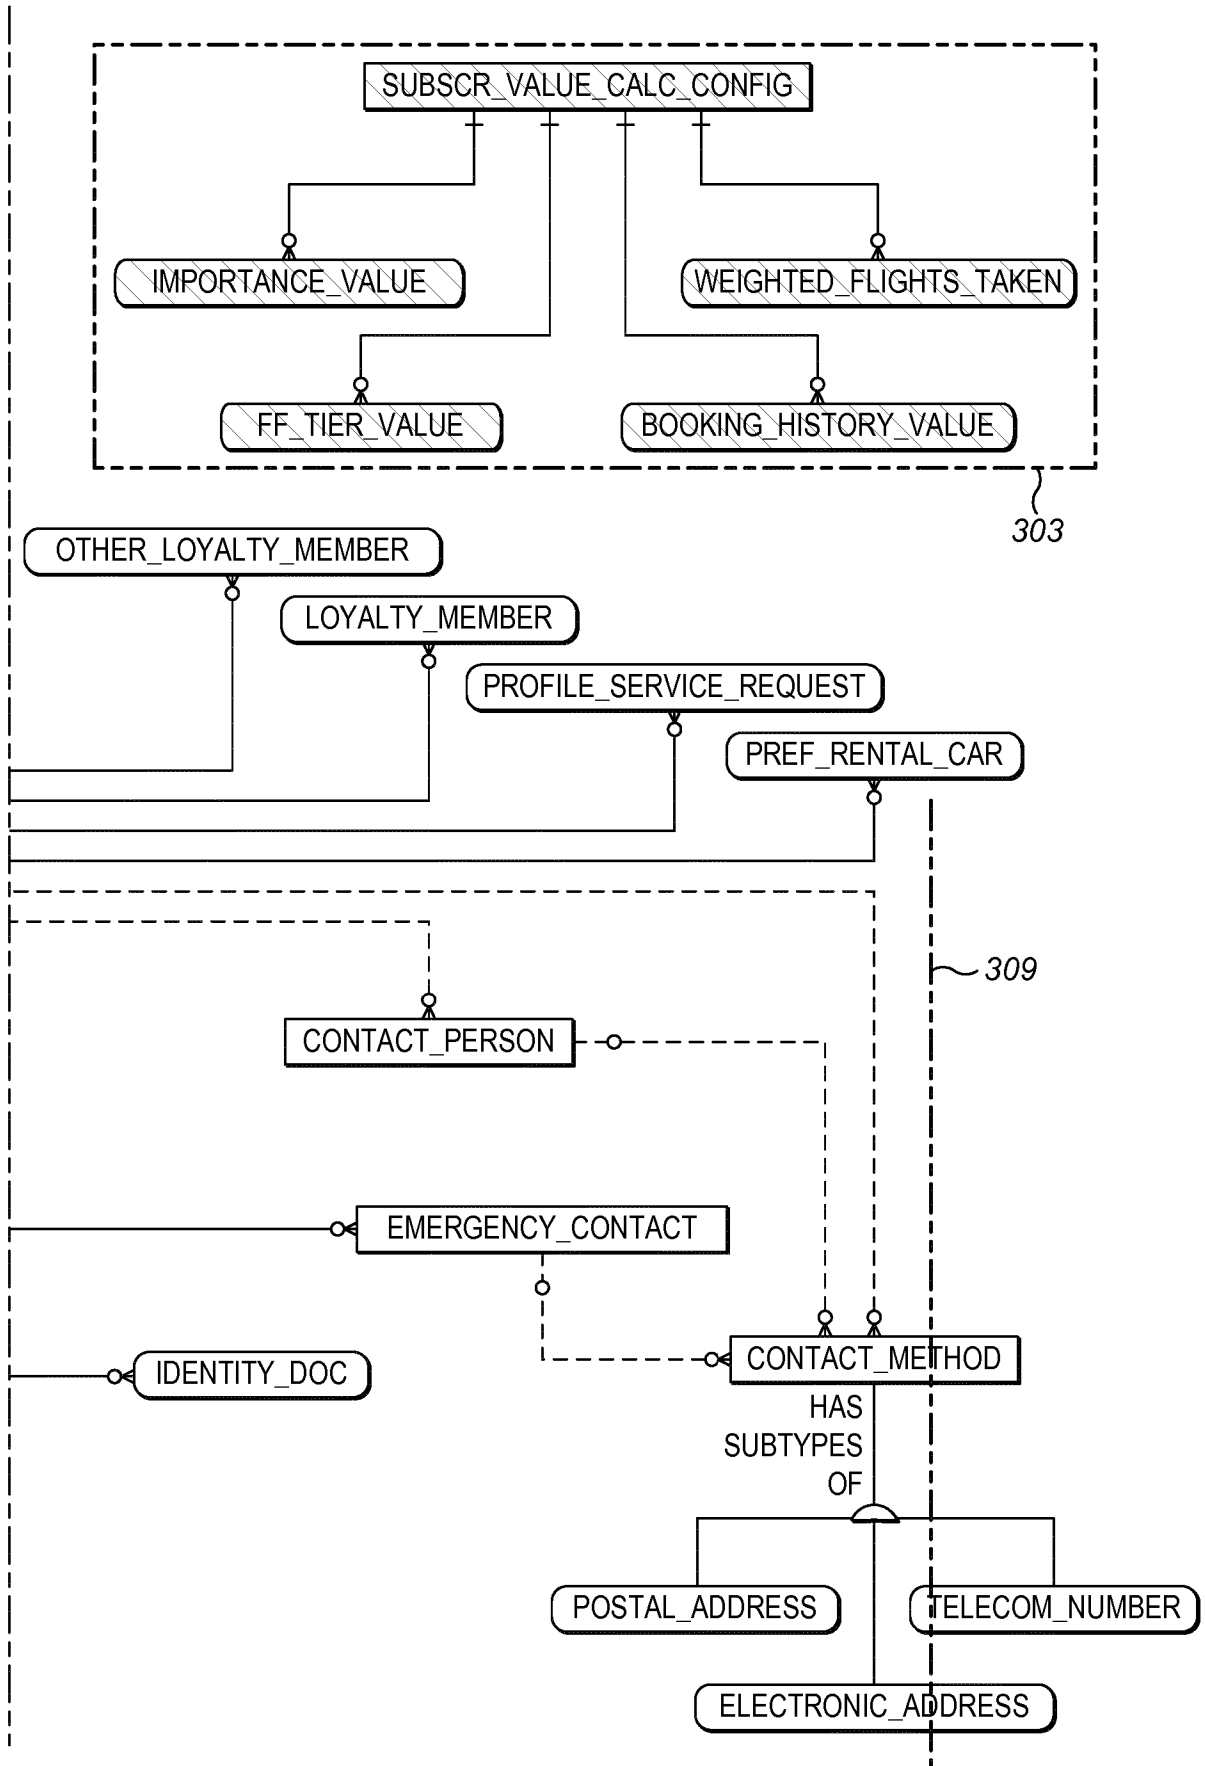 SUBSCR_VALUE_CALC_CONFIG
IMPORTANCE_VALUE
WEIGHTED_FLIGHTS_TAKEN
FF_TIER_VALUE
BOOKING_HISTORY_VALUE
303
OTHER_LOYALTY_MEMBER
LOYALTY_MEMBER
PROFILE_SERVICE_REQUEST
PREF_RENTAL_CAR
309
CONTACT_PERSON
EMERGENCY_CONTACT
CONTACT_METHOD
IDENTITY_DOC
HAS
SUBTYPES
OF
POSTAL_ADDRESS
TELECOM_NUMBER
ELECTRONIC_ADDRESS